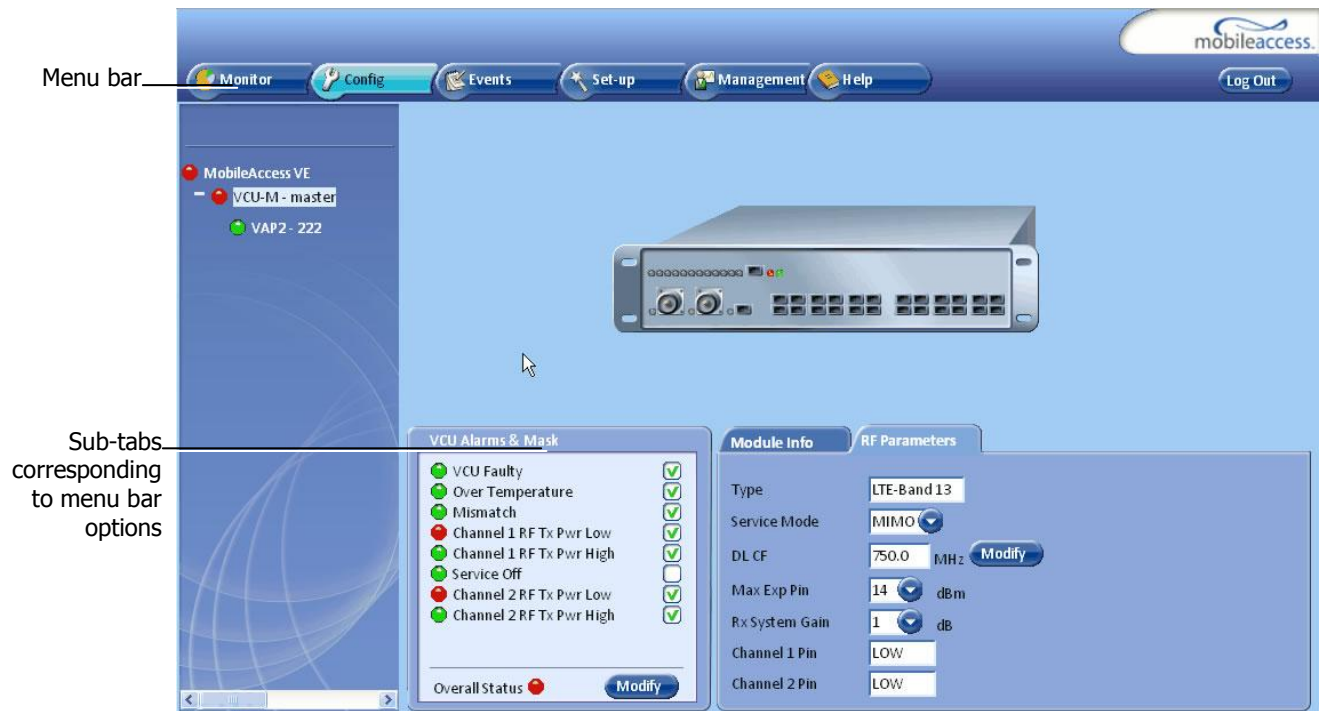 mobileaccess.
Menu bar
Monitor
Config
Events
Set-up
Management
Help
Log Out
MobileAccess VE
VCU-M - master
VAP2 - 222
Sub-tabs
corresponding
to menu bar
options
VCU Alarms & Mask
VCU Faulty
Over Temperature
Mismatch
Channel 1 RF Tx Pwr Low
Channel 1 RF Tx Pwr High
Service Off
Channel 2 RF Tx Pwr Low
Channel 2 RF Tx Pwr High
Overall Status
Modify
Module Info
RF Parameters
Type LTE-Band 13
Service Mode MIMO
DL CF 750.0 MHz Modify
Max Exp Pin 14 dBm
Rx System Gain 1 dB
Channel 1 Pin LOW
Channel 2 Pin LOW